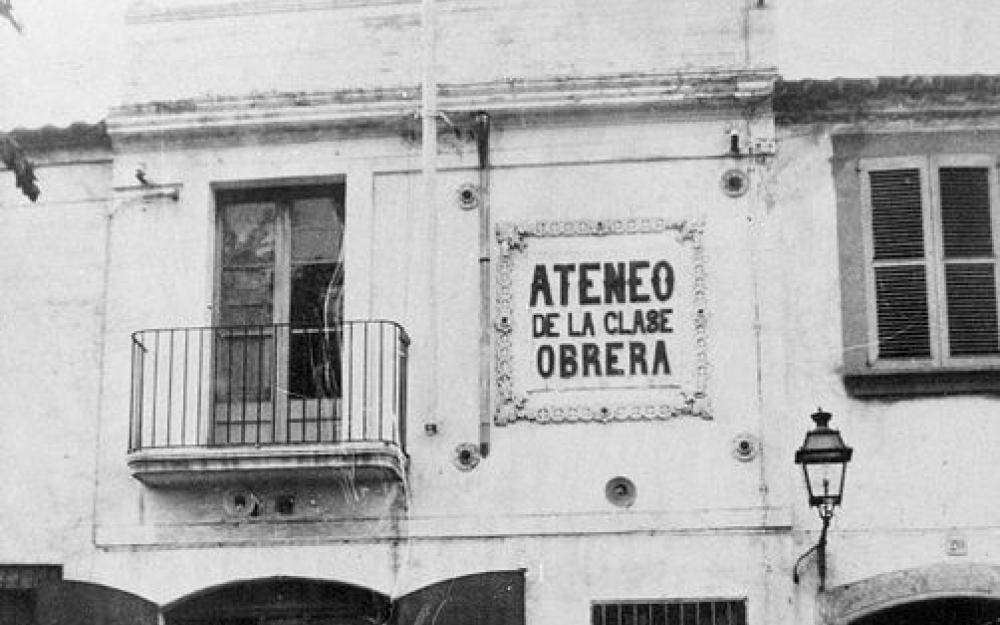 ATENEO
DE LA CLASE
OBRERA